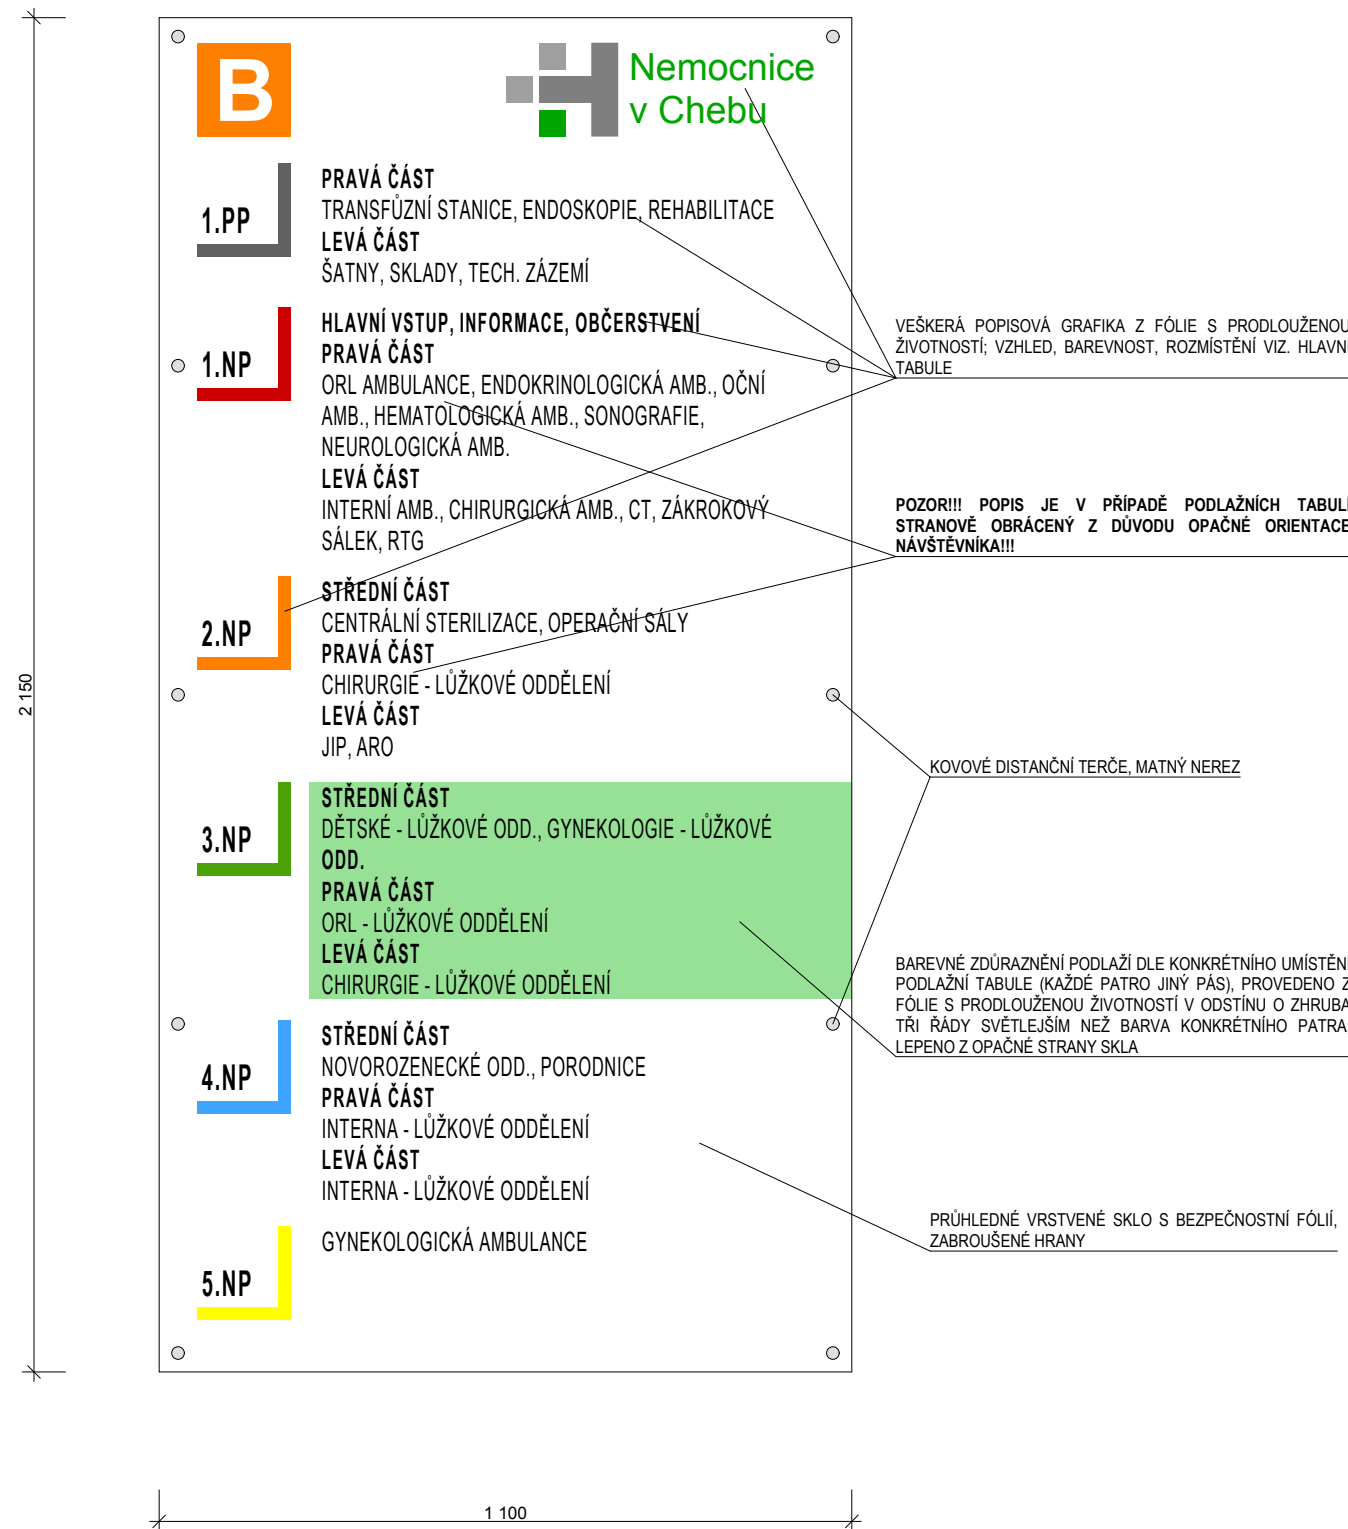 B
Nemocnice
v Chebu
1.PP
PRAVÁ ČÁST
TRANSFŮZNÍ STANICE, ENDOSKOPIE, REHABILITACE
LEVÁ ČÁST
ŠATNY, SKLADY, TECH. ZÁZEMÍ
1.NP
HLAVNÍ VSTUP, INFORMACE, OBČERSTVENÍ
PRAVÁ ČÁST
ORL AMBULANCE, ENDOKRINOLOGICKÁ AMB., OČNÍ
AMB., HEMATOLOGICKÁ AMB., SONOGRAFIE,
NEUROLOGICKÁ AMB.
LEVÁ ČÁST
INTERNÍ AMB., CHIRURGICKÁ AMB., CT, ZÁKROKOVÝ
SÁLEK, RTG
2.NP
STŘEDNÍ ČÁST
CENTRÁLNÍ STERILIZACE, OPERAČNÍ SÁLY
PRAVÁ ČÁST
CHIRURGIE - LŮŽKOVÉ ODDĚLENÍ
LEVÁ ČÁST
JIP, ARO
3.NP
STŘEDNÍ ČÁST
DĚTSKÉ - LŮŽKOVÉ ODD., GYNEKOLOGIE - LŮŽKOVÉ
ODD.
PRAVÁ ČÁST
ORL - LŮŽKOVÉ ODDĚLENÍ
LEVÁ ČÁST
CHIRURGIE - LŮŽKOVÉ ODDĚLENÍ
4.NP
STŘEDNÍ ČÁST
NOVOROZENECKÉ ODD., PORODNICE
PRAVÁ ČÁST
INTERNA - LŮŽKOVÉ ODDĚLENÍ
LEVÁ ČÁST
INTERNA - LŮŽKOVÉ ODDĚLENÍ
5.NP
GYNEKOLOGICKÁ AMBULANCE
VEŠKERÁ POPISOVÁ GRAFIKA Z FÓLIE S PRODLOUŽENOU
ŽIVOTNOSTÍ; VZHLED, BAREVNOST, ROZMÍSTĚNÍ VIZ. HLAVNÍ
TABULE
POZOR!!! POPIS JE V PŘÍPADĚ PODLAŽNÍCH TABULÍ
STRANOVĚ OBRÁCENÝ Z DŮVODU OPAČNÉ ORIENTACE
NÁVŠTĚVNÍKA!!!
KOVOVÉ DISTANČNÍ TERČE, MATNÝ NEREZ
BAREVNÉ ZDŮRAZNĚNÍ PODLAŽÍ DLE KONKRÉTNÍHO UMÍSTĚNÍ
PODLAŽNÍ TABULE (KAŽDÉ PATRO JINÝ PÁS), PROVEDENO Z
FÓLIE S PRODLOUŽENOU ŽIVOTNOSTÍ V ODSTÍNU O ZHRUBA
TŘI ŘÁDY SVĚTLEJŠÍM NEŽ BARVA KONKRÉTNÍHO PATRA
LEPENO Z OPAČNÉ STRANY SKLA
PRŮHLEDNÉ VRSTVENÉ SKLO S BEZPEČNOSTNÍ FÓLIÍ,
ZABROUŠENÉ HRANY
2 150
1 100